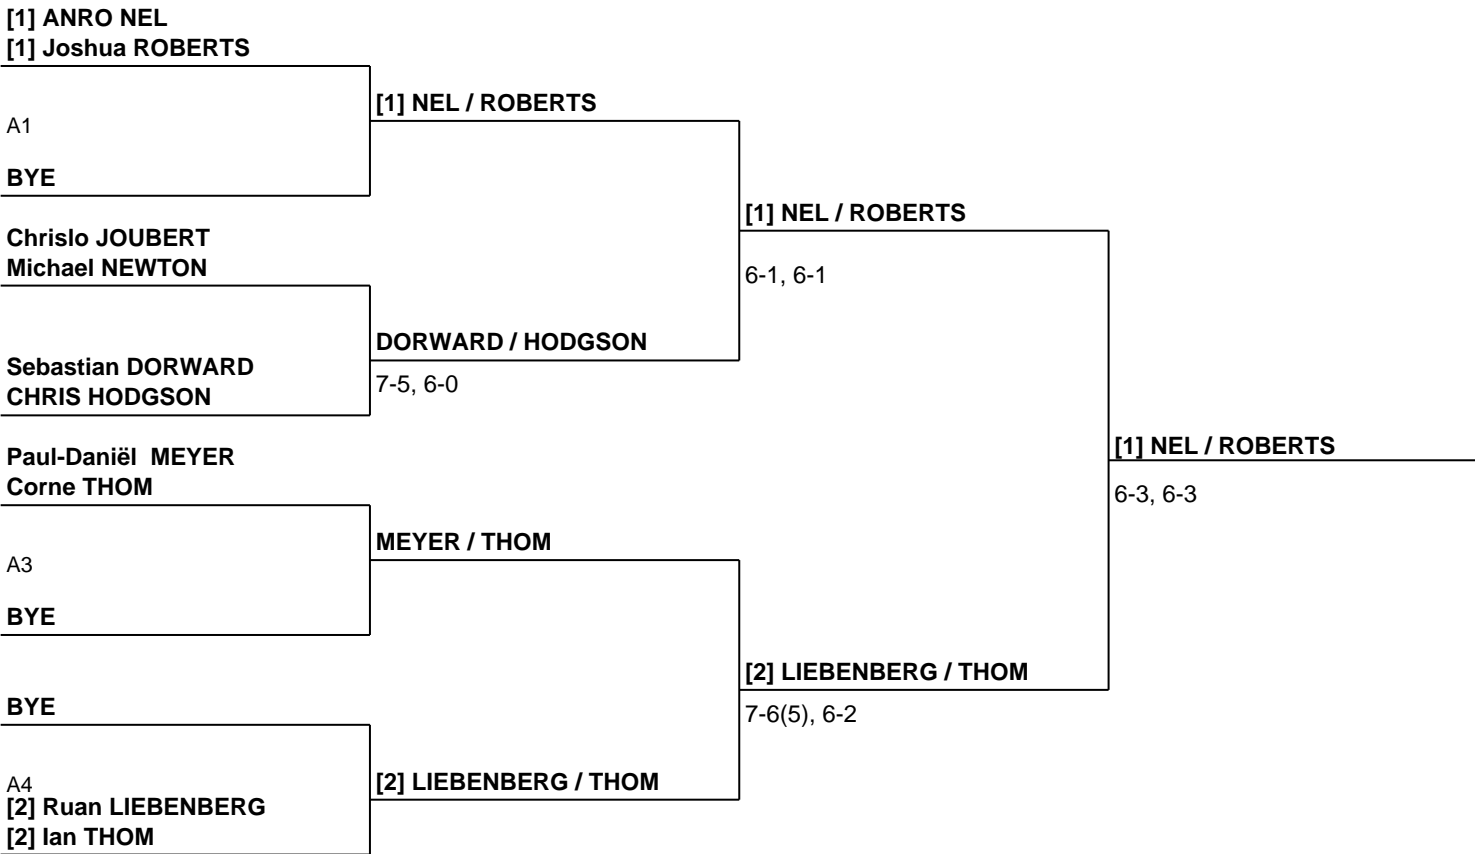 [1] ANRO NEL
[1] Joshua ROBERTS
A1
BYE
Chrislo JOUBERT
Michael NEWTON
Sebastian DORWARD
CHRIS HODGSON
Paul-Daniël  MEYER
Corne THOM
A3
BYE
BYE
A4
[2] Ruan LIEBENBERG
[2] Ian THOM
[1] NEL / ROBERTS
DORWARD / HODGSON
7-5, 6-0
MEYER / THOM
[2] LIEBENBERG / THOM
[1] NEL / ROBERTS
6-1, 6-1
[2] LIEBENBERG / THOM
7-6(5), 6-2
[1] NEL / ROBERTS
6-3, 6-3